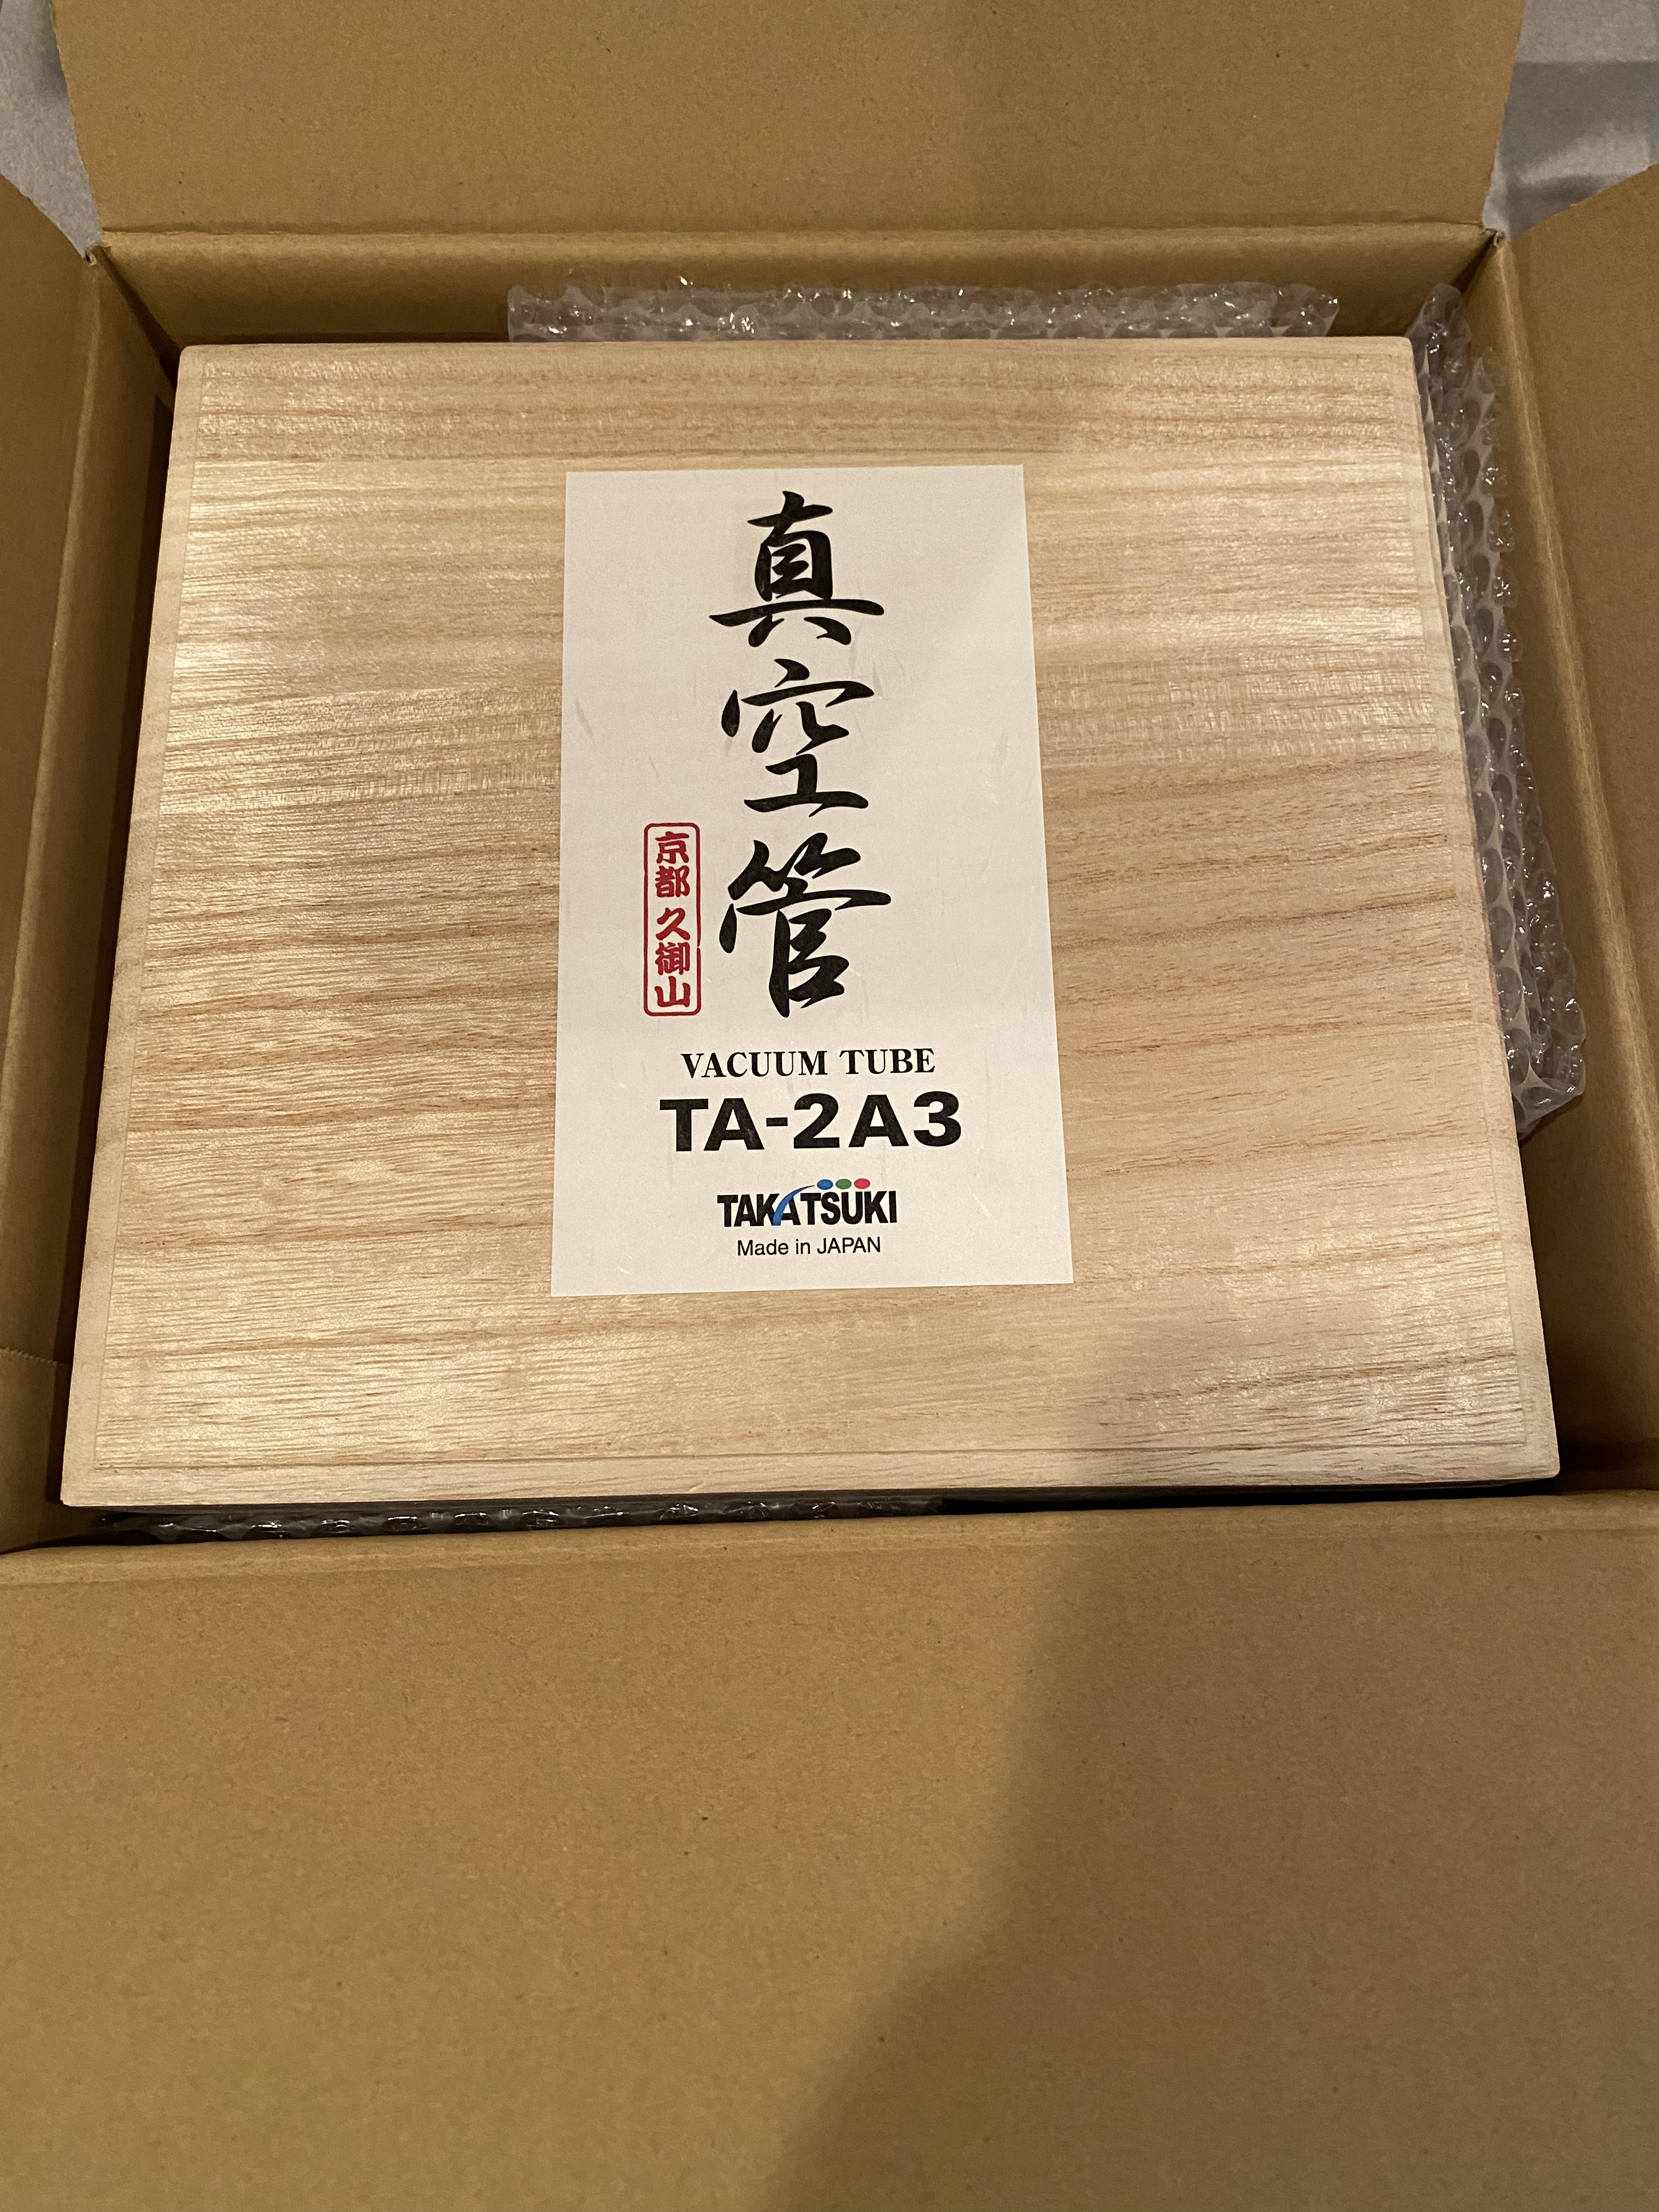 真空管
京都 久御山
VACUUM TUBE
TA-2A3
TAKATSUKI
Made in JAPAN